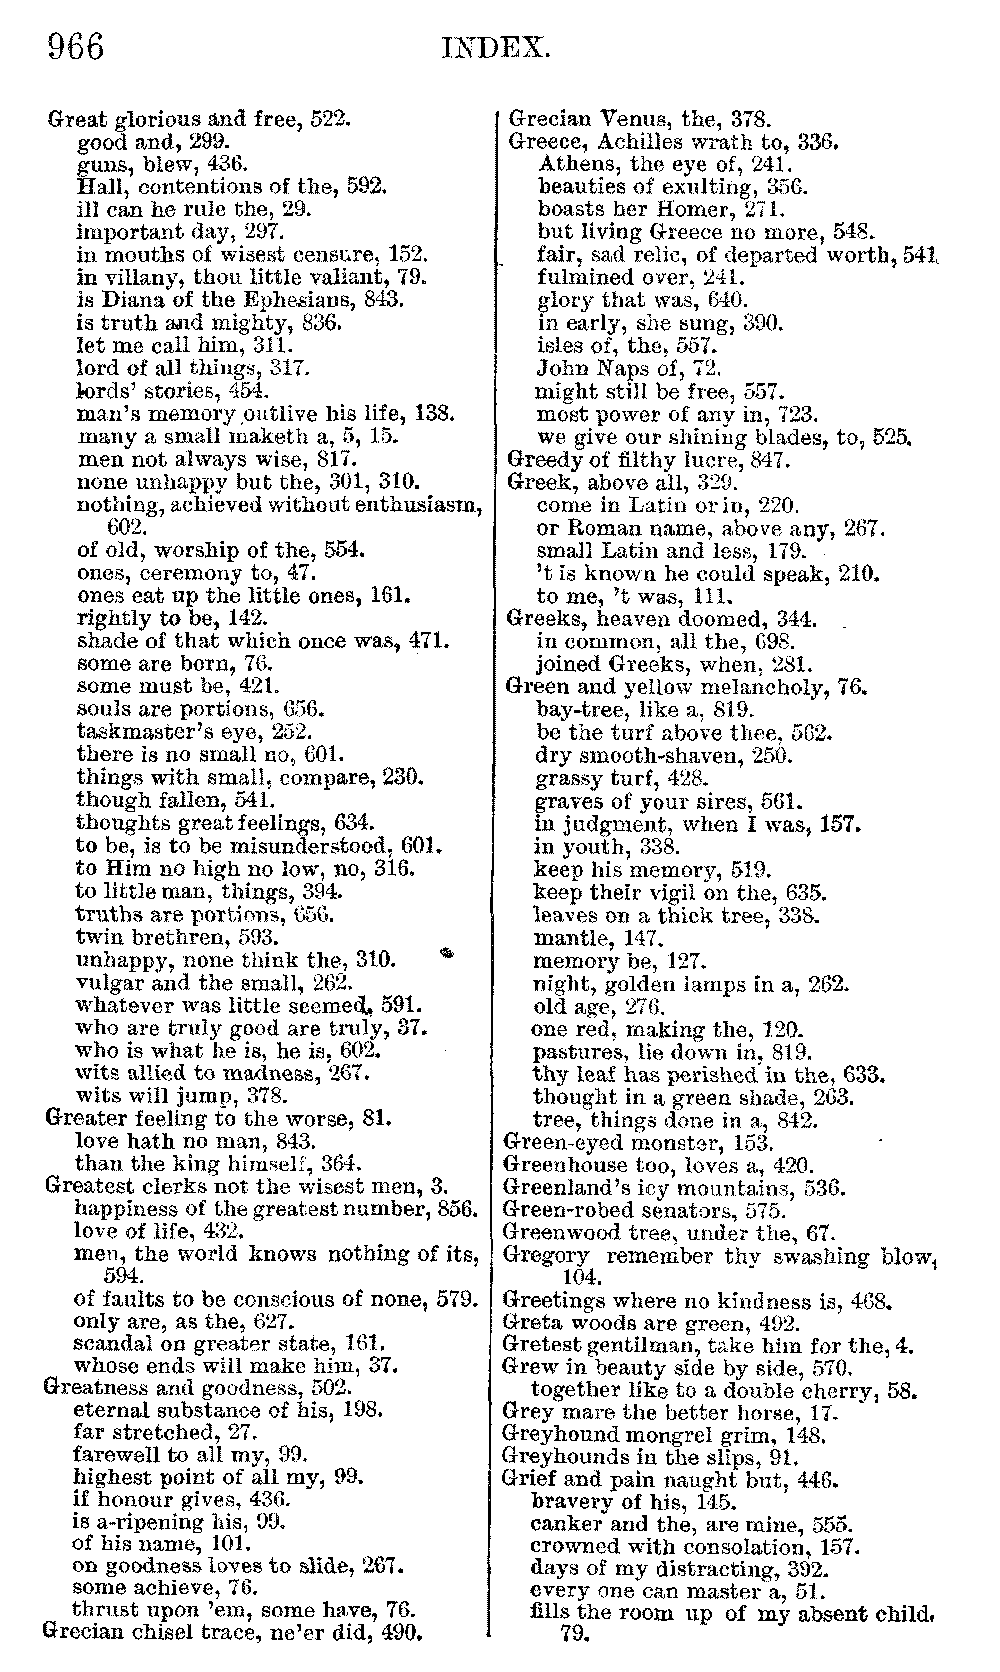 966
INDEX.
Great glorious and free, 522.
good and, 299.
guns, blew, 436.
Hall, contentions of the, 592.
ill can he rule the, 29.
important day, 297.
in mouths of wisest censure, 152.
in villany, thou little valiant, 79.
is Diana of the Ephesians, 843.
is truth and mighty, 836.
let me call him, 311.
lord of all things, 317.
lords' stories, 454.
man's memory outlive his life, 138.
many a small maketh a, 5, 15.
men not always wise, 817.
none unhappy but the, 301, 310.
nothing, achieved without enthusiasm,
602.
of old, worship of the, 554.
ones, ceremony to, 47.
ones eat up the little ones, 161.
rightly to be, 142.
shade of that which once was, 471.
some are born, 76.
some must be, 421.
souls are portions, 656.
taskmaster's eye, 252.
there is no small no, 601.
things with small, compare, 230.
though fallen, 541.
thoughts great feelings, 634.
to be, is to be misunderstood, 601.
to Him no high no low, no, 316.
to little man, things, 394.
truths are portions, 656.
twin brethren, 593.
unhappy, none think the, 310.
vulgar and the small, 262.
whatever was little seemed, 591.
who are truly good are truly, 37.
who is what he is, he is, 602.
wits allied to madness, 267.
wits will jump, 378.
Greater feeling to the worse, 81.
love hath no man, 843.
than the king himself, 364.
Greatest clerks not the wisest men, 3.
happiness of the greatest number, 856.
love of life, 432.
men, the world knows nothing of its,
594.
of faults to be conscious of none, 579.
only are, as the, 627.
scandal on greater state, 161.
whose ends will make him, 37.
Greatness and goodness, 502.
eternal substance of his, 198.
far stretched, 27.
farewell to all my, 99.
highest point of all my, 99.
if honour gives, 436.
is a-ripening his, 99.
of his name, 101.
on goodness loves to slide, 267.
some achieve, 76.
thrust upon 'em, some have, 76.
Grecian chisel trace, ne'er did, 490.
Grecian Venus, the, 378.
Greece, Achilles wrath to, 336.
Athens, the eye of, 241.
beauties of exulting, 356.
boasts her Homer, 271.
but living Greece no more, 548.
fair, sad relic, of departed worth, 541.
fulmined over, 241.
glory that was, 640.
in early, she sung, 390.
isles of, the, 557.
John Naps of, 72.
might still be free, 557.
most power of any in, 723.
we give our shining blades, to, 525.
Greedy of filthy lucre, 847.
Greek, above all, 329.
come in Latin or in, 220.
or Roman name, above any, 267.
small Latin and less, 179.
't is known he could speak, 210.
to me, 't was, 111.
Greeks, heaven doomed, 344.
in common, all the, 698.
joined Greeks, when, 281.
Green and yellow melancholy, 76.
bay-tree, like a, 819.
be the turf above thee, 562.
dry smooth-shaven, 250.
grassy turf, 428.
graves of your sires, 561.
in judgment, when I was, 157.
in youth, 338.
keep his memory, 519.
keep their vigil on the, 635.
leaves on a thick tree, 338.
mantle, 147.
memory be, 127.
night, golden lamps in a, 262.
old age, 276.
one red, making the, 120.
pastures, lie down in, 819.
thy leaf has perished in the, 633.
thought in a green shade, 263.
tree, things done in a, 842.
Green-eyed monster, 153.
Greenhouse too, loves a, 420.
Greenland's icy mountains, 536.
Green-robed senators, 575.
Greenwood tree, under the, 67.
Gregory remember thy swashing blow,
104.
Greetings where no kindness is, 468.
Greta woods are green, 492.
Gretest gentilman, take him for the, 4.
Grew in beauty side by side, 570.
together like to a double cherry, 58.
Grey mare the better horse, 17.
Greyhound mongrel grim, 148.
Greyhounds in the slips, 91.
Grief and pain naught but, 446.
bravery of his, 145.
canker and the, are mine, 555.
crowned with consolation, 157.
days of my distracting, 392.
every one can master a, 51.
fills the room up of my absent child,
79.